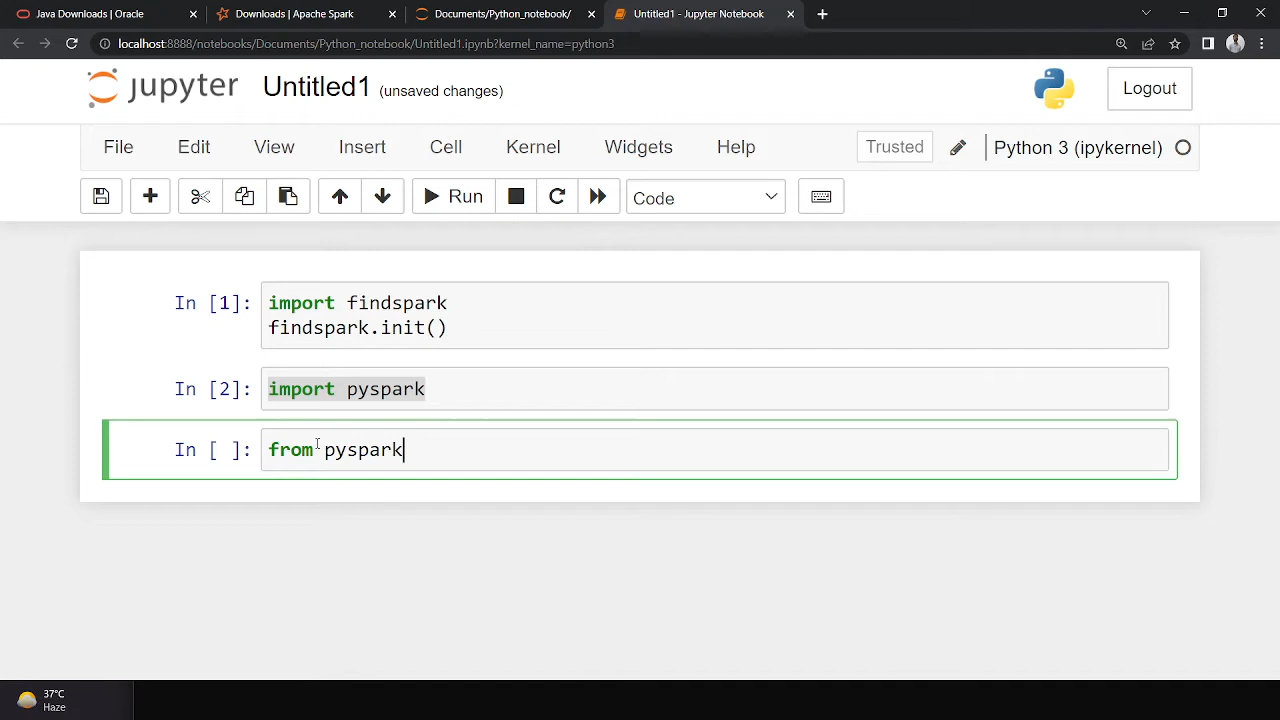 Java Downloads | Oracle
Downloads | Apache Spark
Documents/Python_notebook/
Untitled1 - Jupyter Notebook
localhost:8888/notebooks/Documents/Python_notebook/Untitled1.ipynb?kernel_name=python3
jupyter Untitled1 (unsaved changes)
Logout
File Edit View Insert Cell Kernel Widgets Help Trusted Python 3 (ipykernel)
Run Code
In [1]: import findspark
findspark.init()
In [2]: import pyspark
In [ ]: from pyspark
37°C
Haze